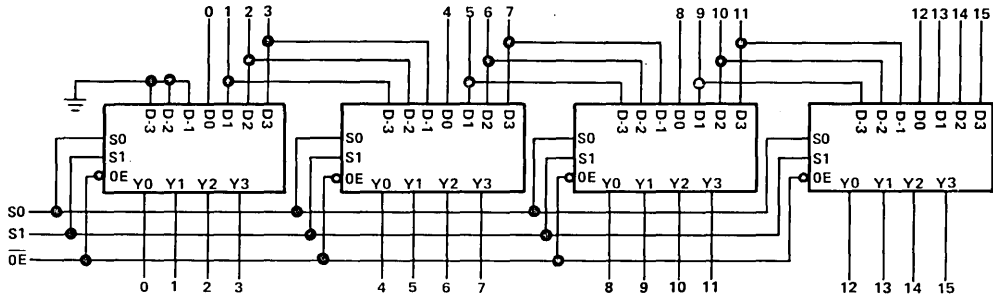 0 1 2 3 4 5 6 7 8 9 10 11 12 13 14 15
D-3 D-2 D-1 D0 D1 D2 D3 D-3 D-2 D-1 D0 D1 D2 D3 D-3 D-2 D-1 D0 D1 D2 D3 D-3 D-2 D-1 D0 D1 D2 D3
S0 S0 S0 S0
S1 S1 S1 S1
OE OE OE OE
Y0 Y1 Y2 Y3 Y0 Y1 Y2 Y3 Y0 Y1 Y2 Y3 Y0 Y1 Y2 Y3
S0
S1
OE
0 1 2 3 4 5 6 7 8 9 10 11 12 13 14 15